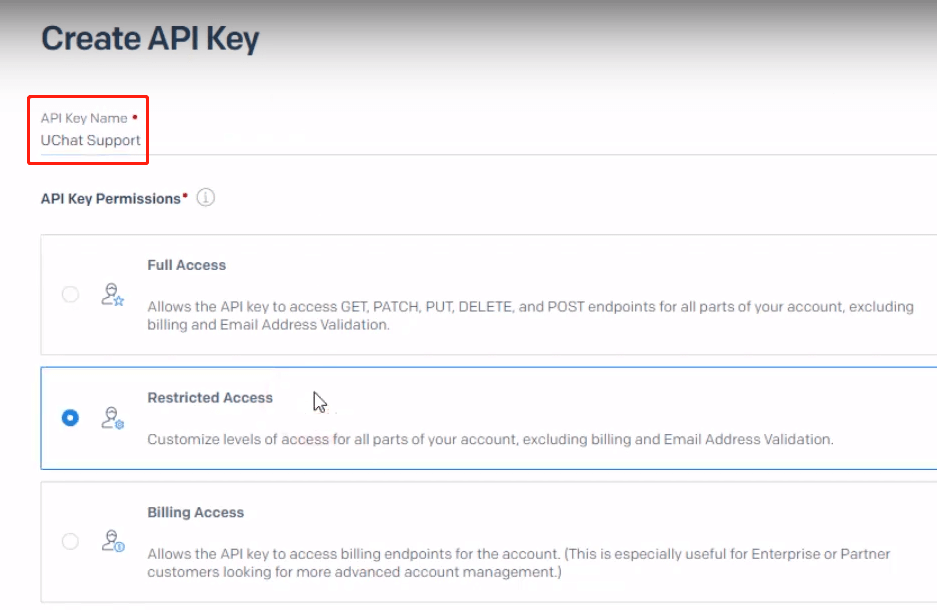 Create API Key
API Key Name •
UChat Support
API Key Permissions•
Full Access
Allows the API key to access GET, PATCH, PUT, DELETE, and POST endpoints for all parts of your account, excluding
billing and Email Address Validation.
Restricted Access
Customize levels of access for all parts of your account, excluding billing and Email Address Validation.
Billing Access
Allows the API key to access billing endpoints for the account. (This is especially useful for Enterprise or Partner
customers looking for more advanced account management.)